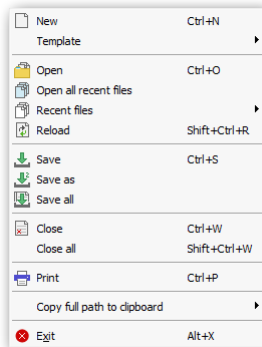 New Ctrl+N
Template
Open Ctrl+O
Open all recent files
Recent files
Reload Shift+Ctrl+R
Save Ctrl+S
Save as
Save all
Close Ctrl+W
Close all Shift+Ctrl+W
Print Ctrl+P
Copy full path to clipboard
Exit Alt+X